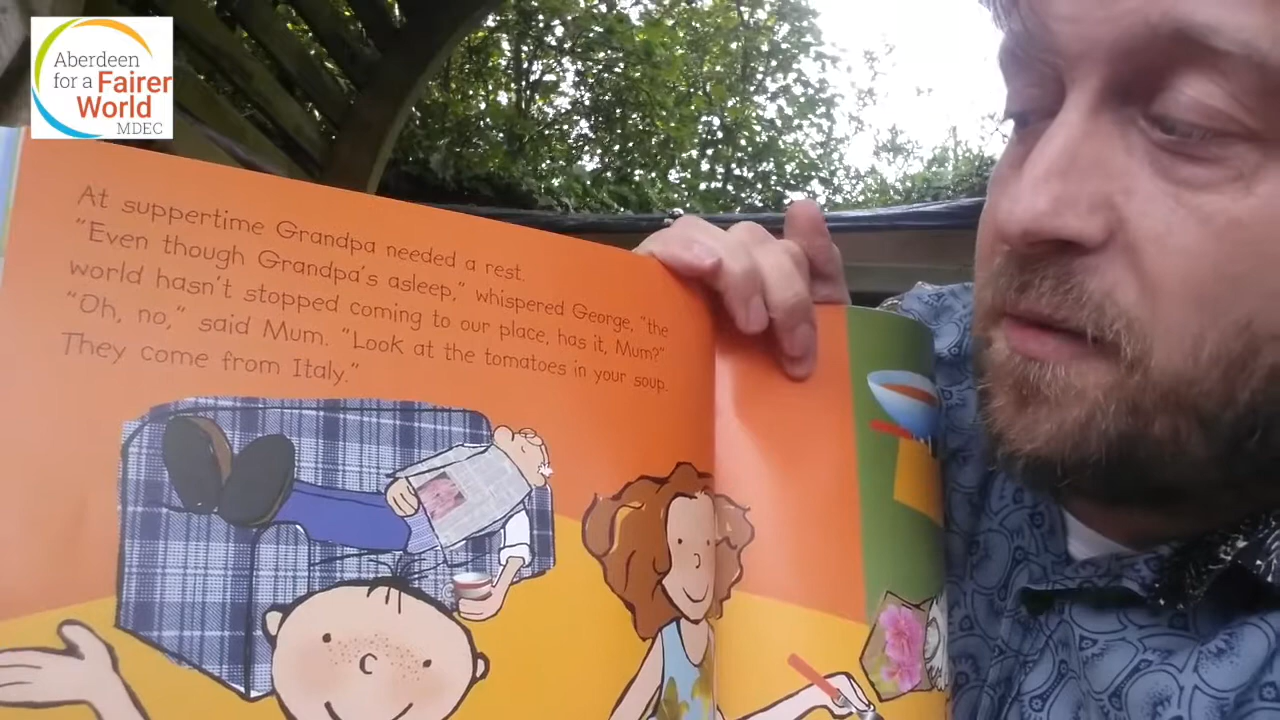 Aberdeen
for a Fairer
World
MDEC
At suppertime Grandpa needed a rest.
"Even though Grandpa's asleep," whispered George, "the
world hasn't stopped coming to our place, has it, Mum?"
"Oh, no," said Mum. "Look at the tomatoes in your soup.
They come from Italy."